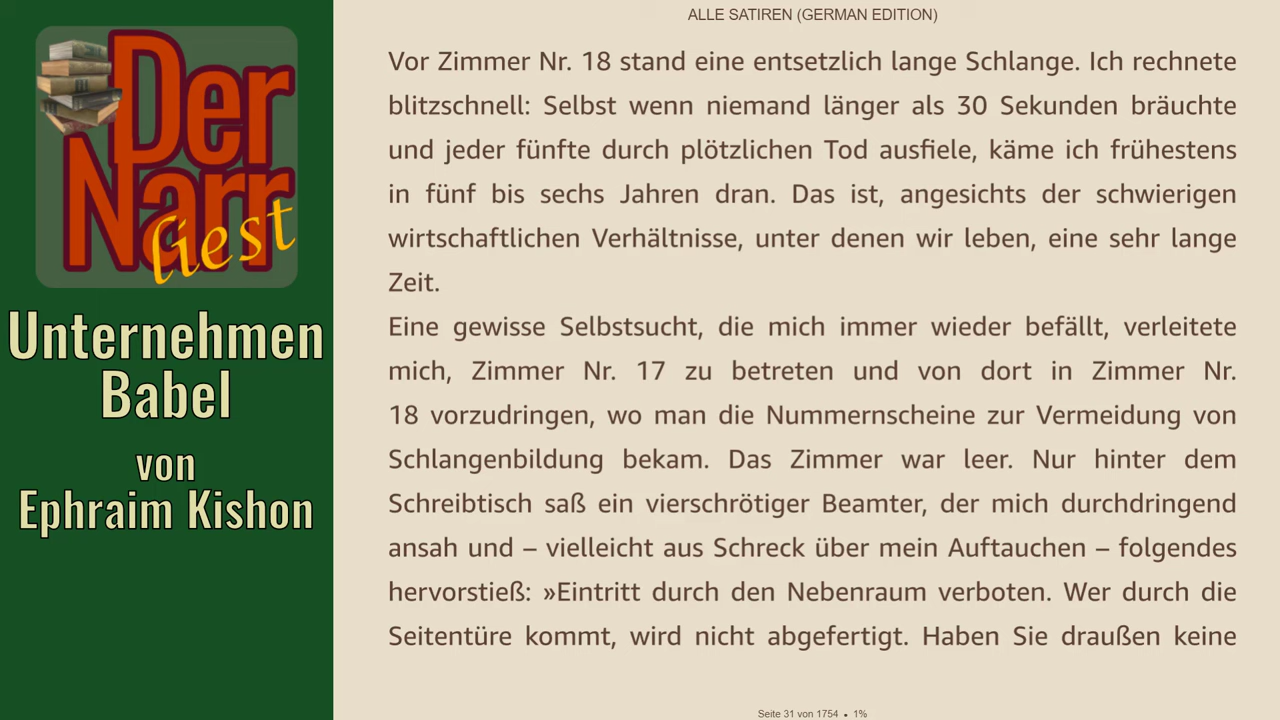 Der
Narr
liest
Unternehmen
Babel
von
Ephraim Kishon
ALLE SATIREN (GERMAN EDITION)
Vor Zimmer Nr. 18 stand eine entsetzlich lange Schlange. Ich rechnete
blitzschnell: Selbst wenn niemand länger als 30 Sekunden bräuchte
und jeder fünfte durch plötzlichen Tod ausfiele, käme ich frühestens
in fünf bis sechs Jahren dran. Das ist, angesichts der schwierigen
wirtschaftlichen Verhältnisse, unter denen wir leben, eine sehr lange
Zeit.
Eine gewisse Selbstsucht, die mich immer wieder befällt, verleitete
mich, Zimmer Nr. 17 zu betreten und von dort in Zimmer Nr.
18 vorzudringen, wo man die Nummernscheine zur Vermeidung von
Schlangenbildung bekam. Das Zimmer war leer. Nur hinter dem
Schreibtisch saß ein vierschrötiger Beamter, der mich durchdringend
ansah und – vielleicht aus Schreck über mein Auftauchen – folgendes
hervorstieß: »Eintritt durch den Nebenraum verboten. Wer durch die
Seitentüre kommt, wird nicht abgefertigt. Haben Sie draußen keine
Seite 31 von 1754 • 1%